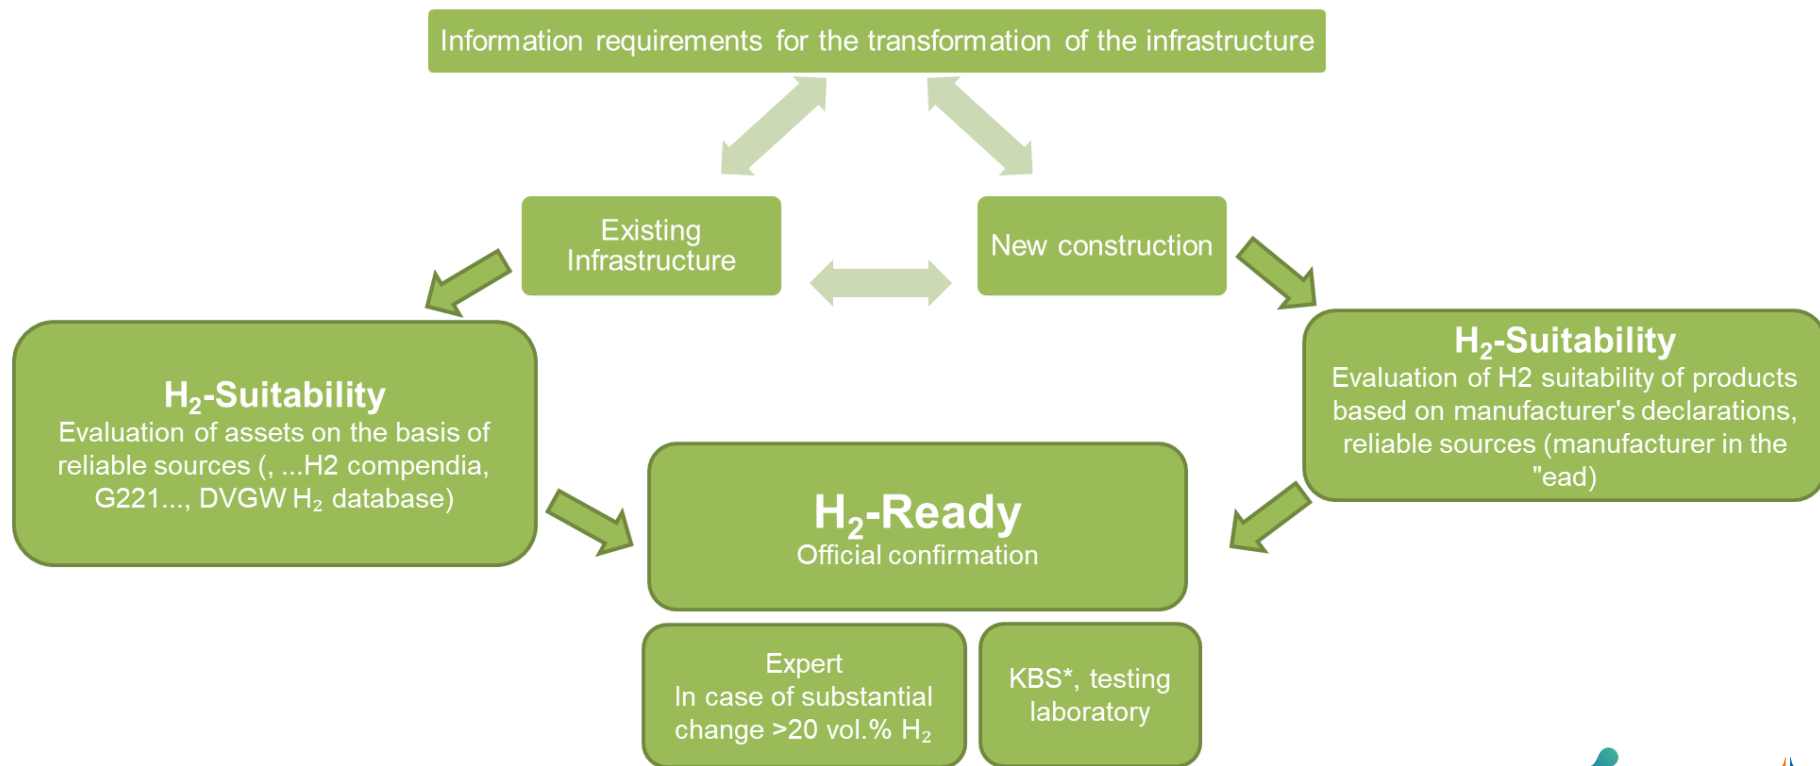 Information requirements for the transformation of the infrastructure
Existing
Infrastructure
New construction
H₂-Suitability
Evaluation of assets on the basis of
reliable sources (, ...H2 compendia,
G221..., DVGW H₂ database)
H₂-Suitability
Evaluation of H2 suitability of products
based on manufacturer's declarations,
reliable sources (manufacturer in the
"ead)
H₂-Ready
Official confirmation
Expert
In case of substantial
change >20 vol.% H₂
KBS*, testing
laboratory